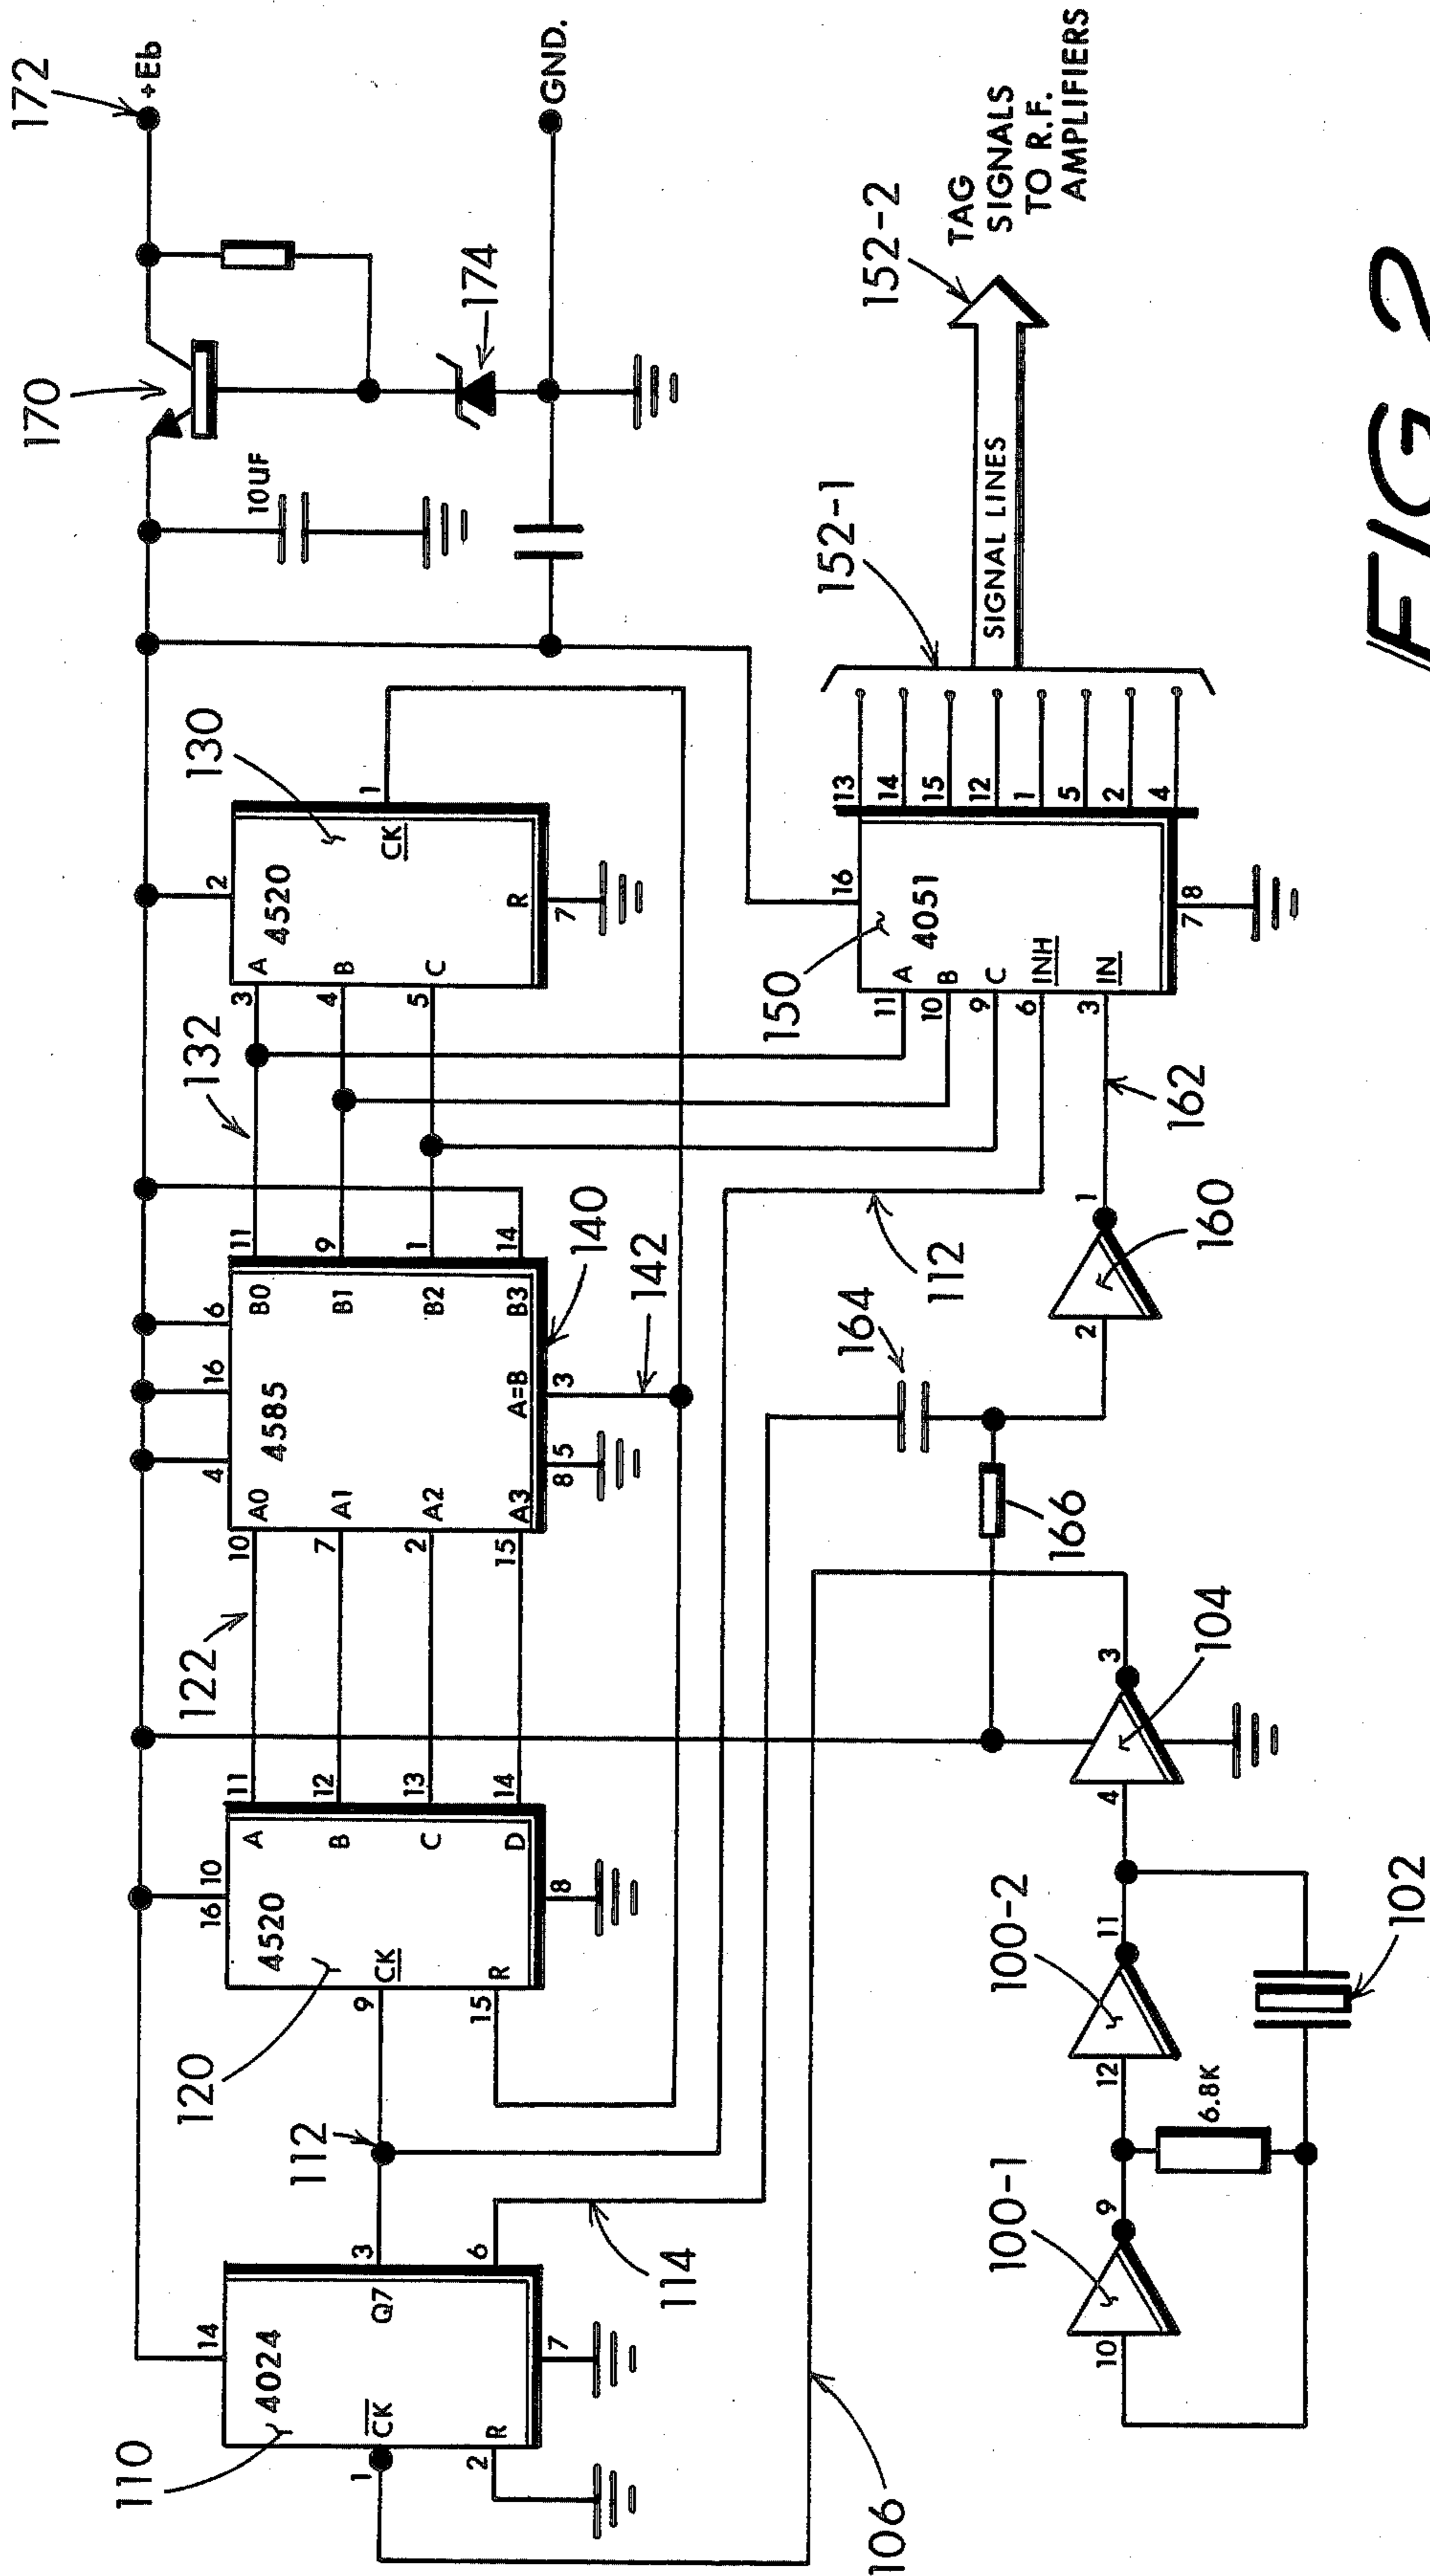 172
+Eb
170
174
10UF
GND.
110
14
4024
Q7
3
CK
1
2
R
7
6
112
114
106
120
16 10
4520
CK
9
15
R
A
B
C
D
8
11
12
13
14
122
10
7
2
15
4
16
6
A0
A1
A2
A3
4585
B0
B1
B2
B3
A=B
8 5
3
11
9
1
14
140
142
132
130
2
3
4
5
A
B
C
4520
CK
1
R
7
150
16
4051
11
10
9
6
3
A
B
C
INH
IN
7 8
13
14
15
12
1
5
2
4
152-1
SIGNAL LINES
152-2
TAG
SIGNALS
TO R.F.
AMPLIFIERS
112
164
166
2
1
160
162
100-1
10
9
6.8K
100-2
12
11
102
4
3
104
FIG 2